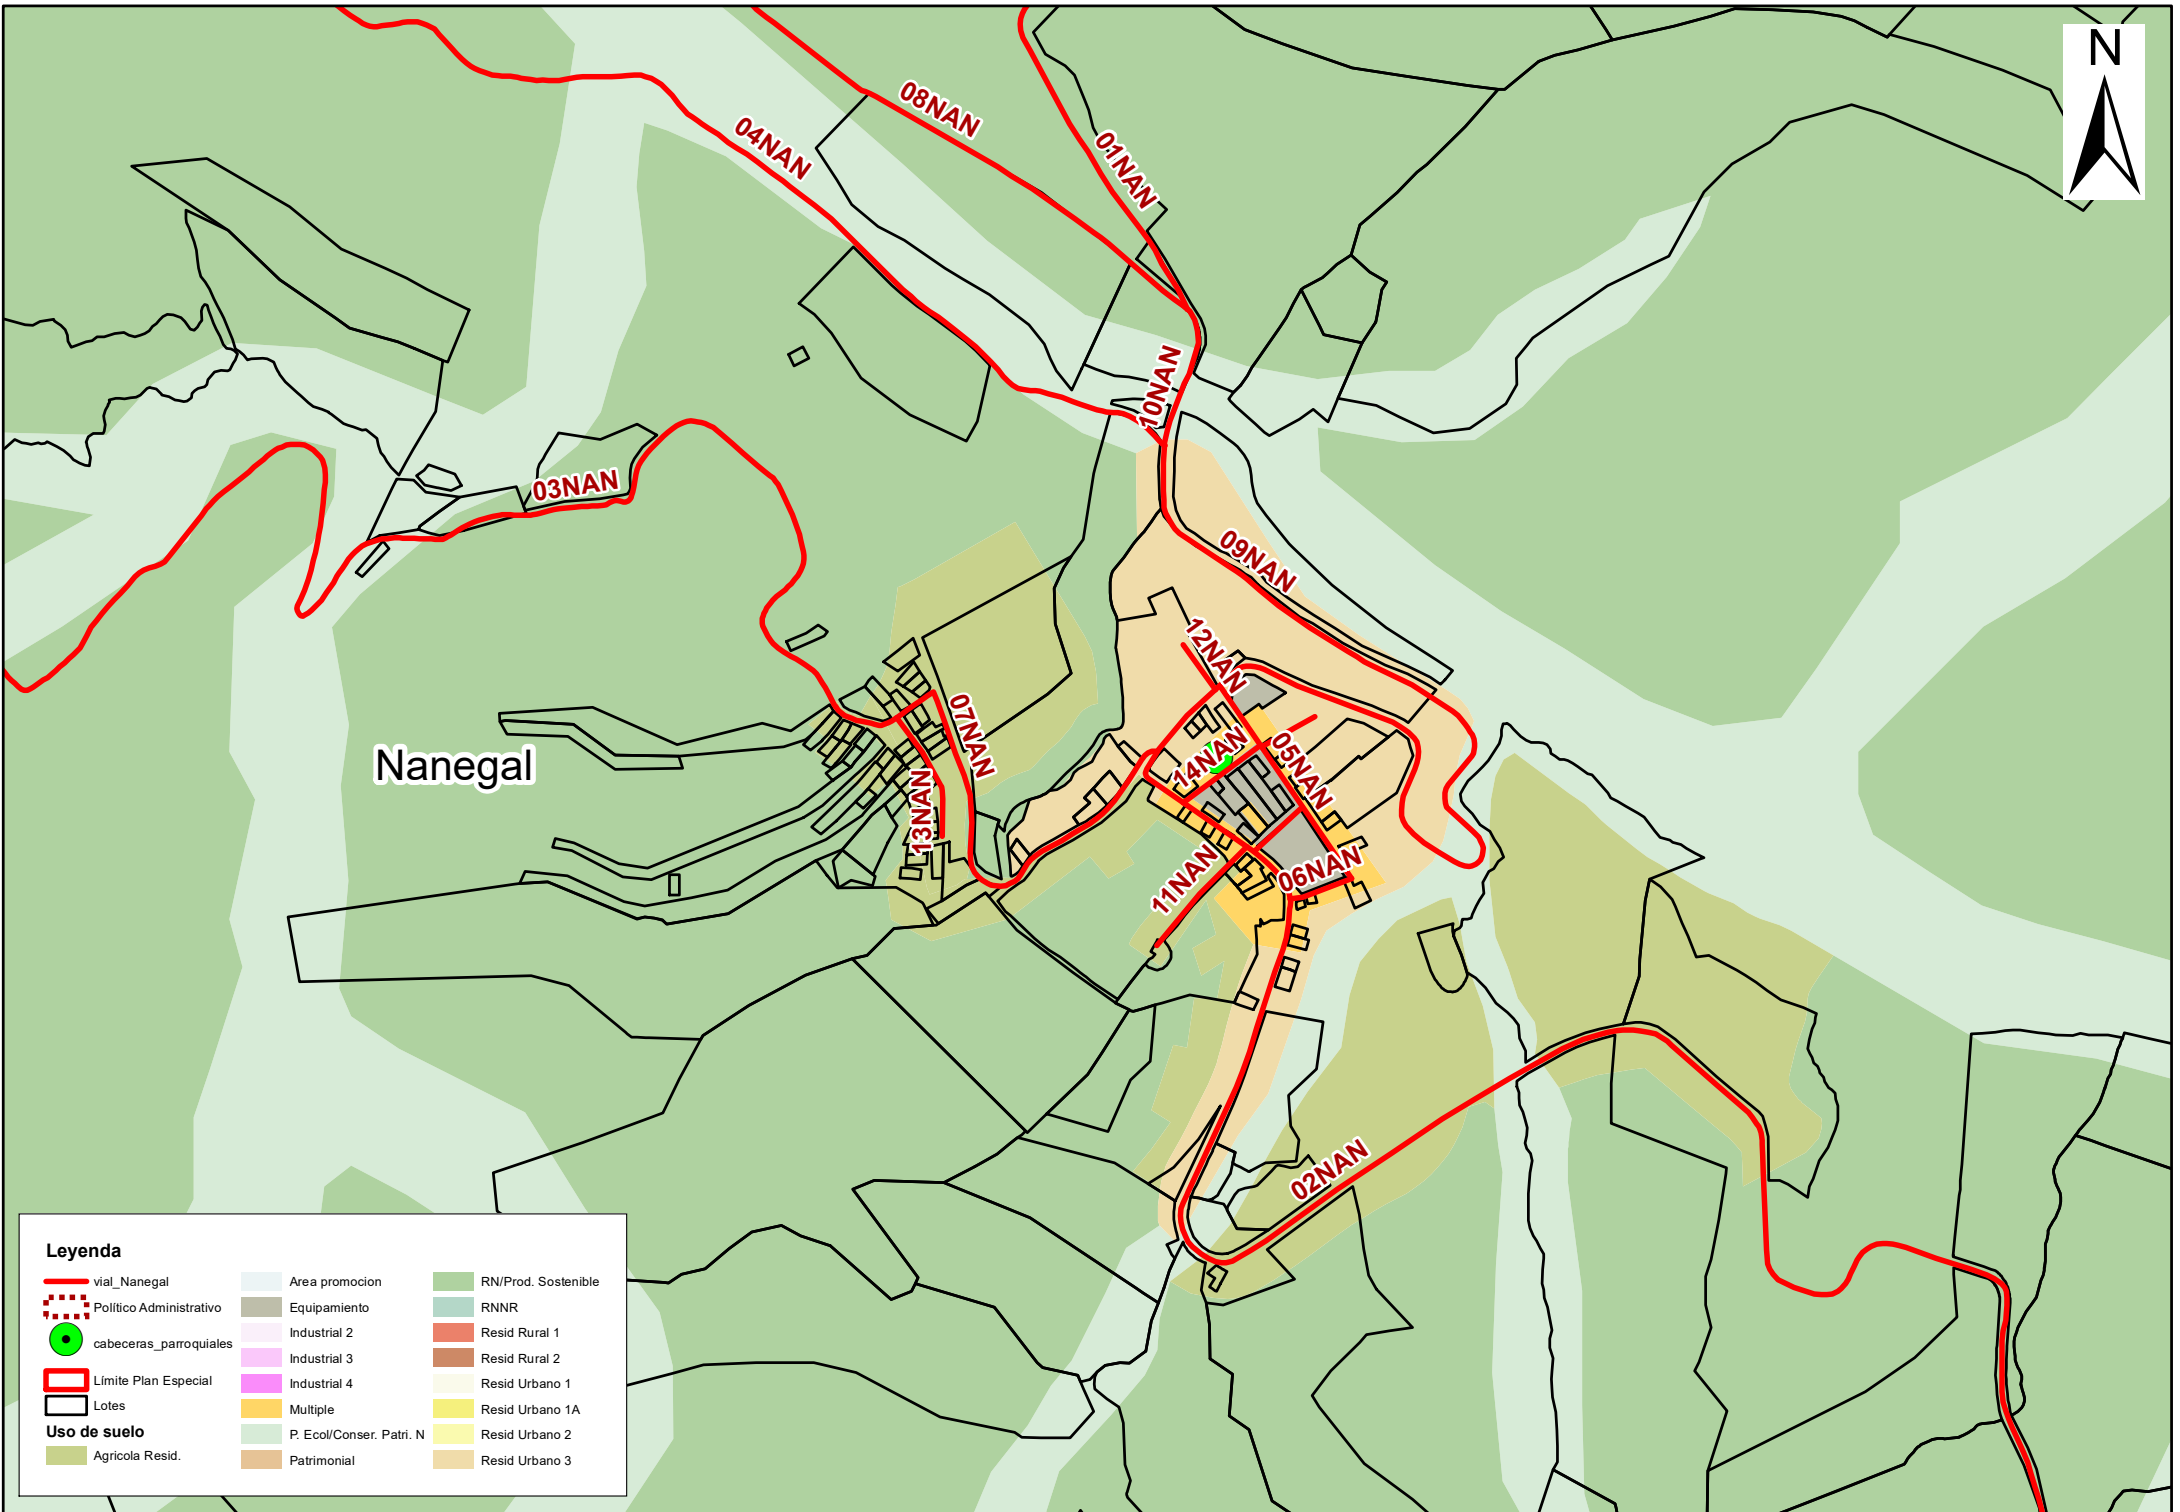 N
08NAN
04NAN
01NAN
10NAN
03NAN
09NAN
12NAN
07NAN
14NAN
05NAN
Nanegal
13NAN
11NAN
06NAN
02NAN
Leyenda
vial_Nanegal
Político Administrativo
cabeceras_parroquiales
Límite Plan Especial
Lotes
Uso de suelo
Agricola Resid.
Area promocion
Equipamiento
Industrial 2
Industrial 3
Industrial 4
Multiple
P. Ecol/Conser. Patri. N
Patrimonial
RN/Prod. Sostenible
RNNR
Resid Rural 1
Resid Rural 2
Resid Urbano 1
Resid Urbano 1A
Resid Urbano 2
Resid Urbano 3